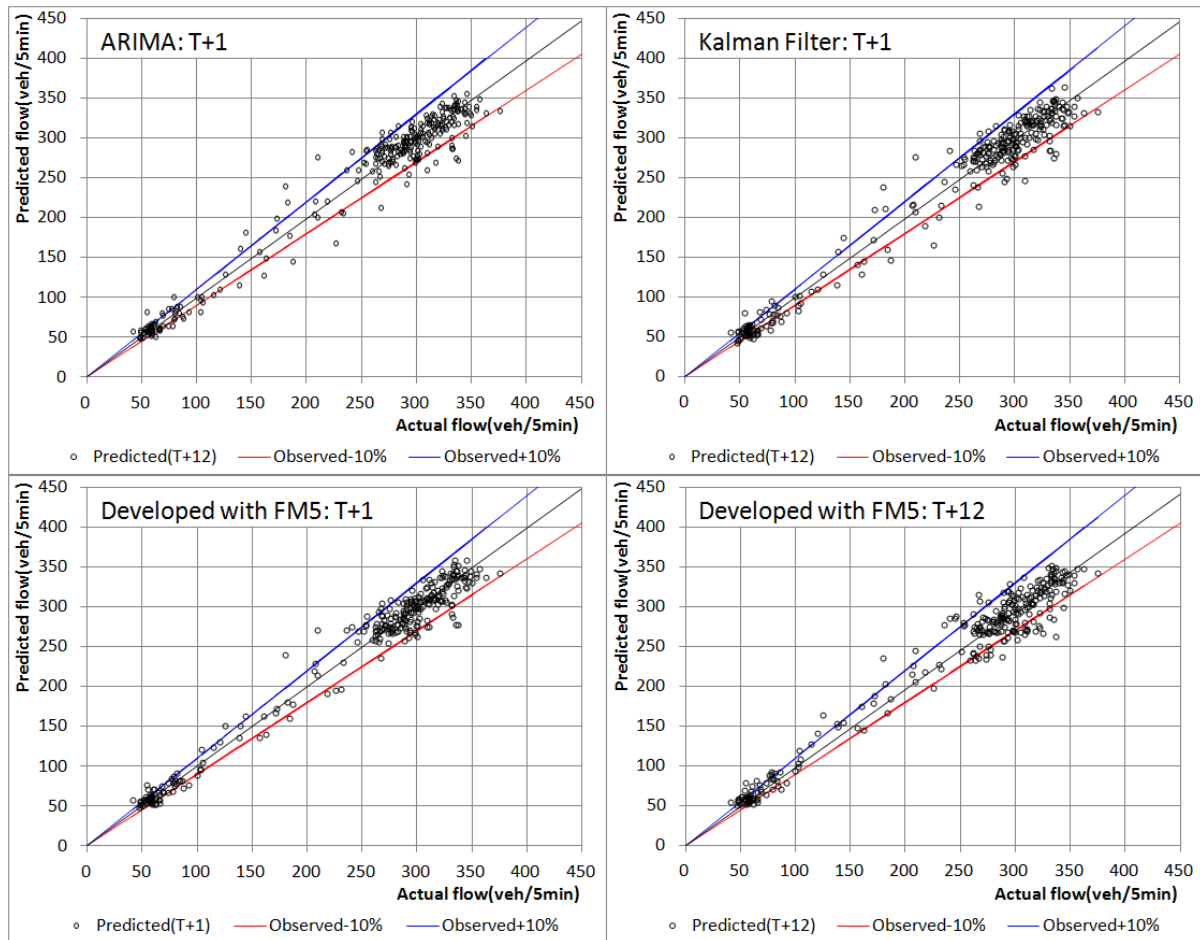 ARIMA: T+1
Predicted flow(veh/5min)
450
400
350
300
250
200
150
100
50
0
0 50 100 150 200 250 300 350 400 450
Actual flow(veh/5min)
Predicted(T+12) Observed-10% Observed+10%
Kalman Filter: T+1
Predicted flow(veh/5min)
450
400
350
300
250
200
150
100
50
0
0 50 100 150 200 250 300 350 400 450
Actual flow(veh/5min)
Predicted(T+12) Observed-10% Observed+10%
Developed with FM5: T+1
Predicted flow(veh/5min)
450
400
350
300
250
200
150
100
50
0
0 50 100 150 200 250 300 350 400 450
Actual flow(veh/5min)
Predicted(T+1) Observed-10% Observed+10%
Developed with FM5: T+12
Predicted flow(veh/5min)
450
400
350
300
250
200
150
100
50
0
0 50 100 150 200 250 300 350 400 450
Actual flow(veh/5min)
Predicted(T+12) Observed-10% Observed+10%